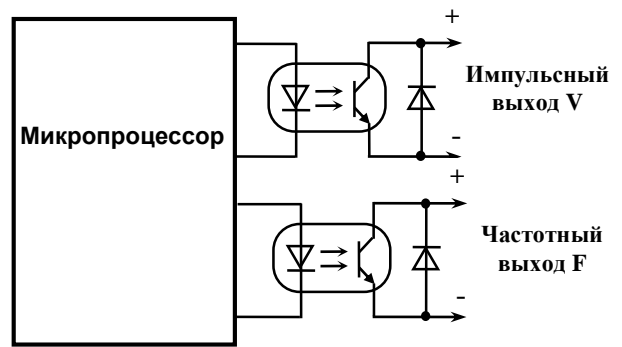 +
Импульсный
выход V
Микропроцессор
-
+
Частотный
выход F
-